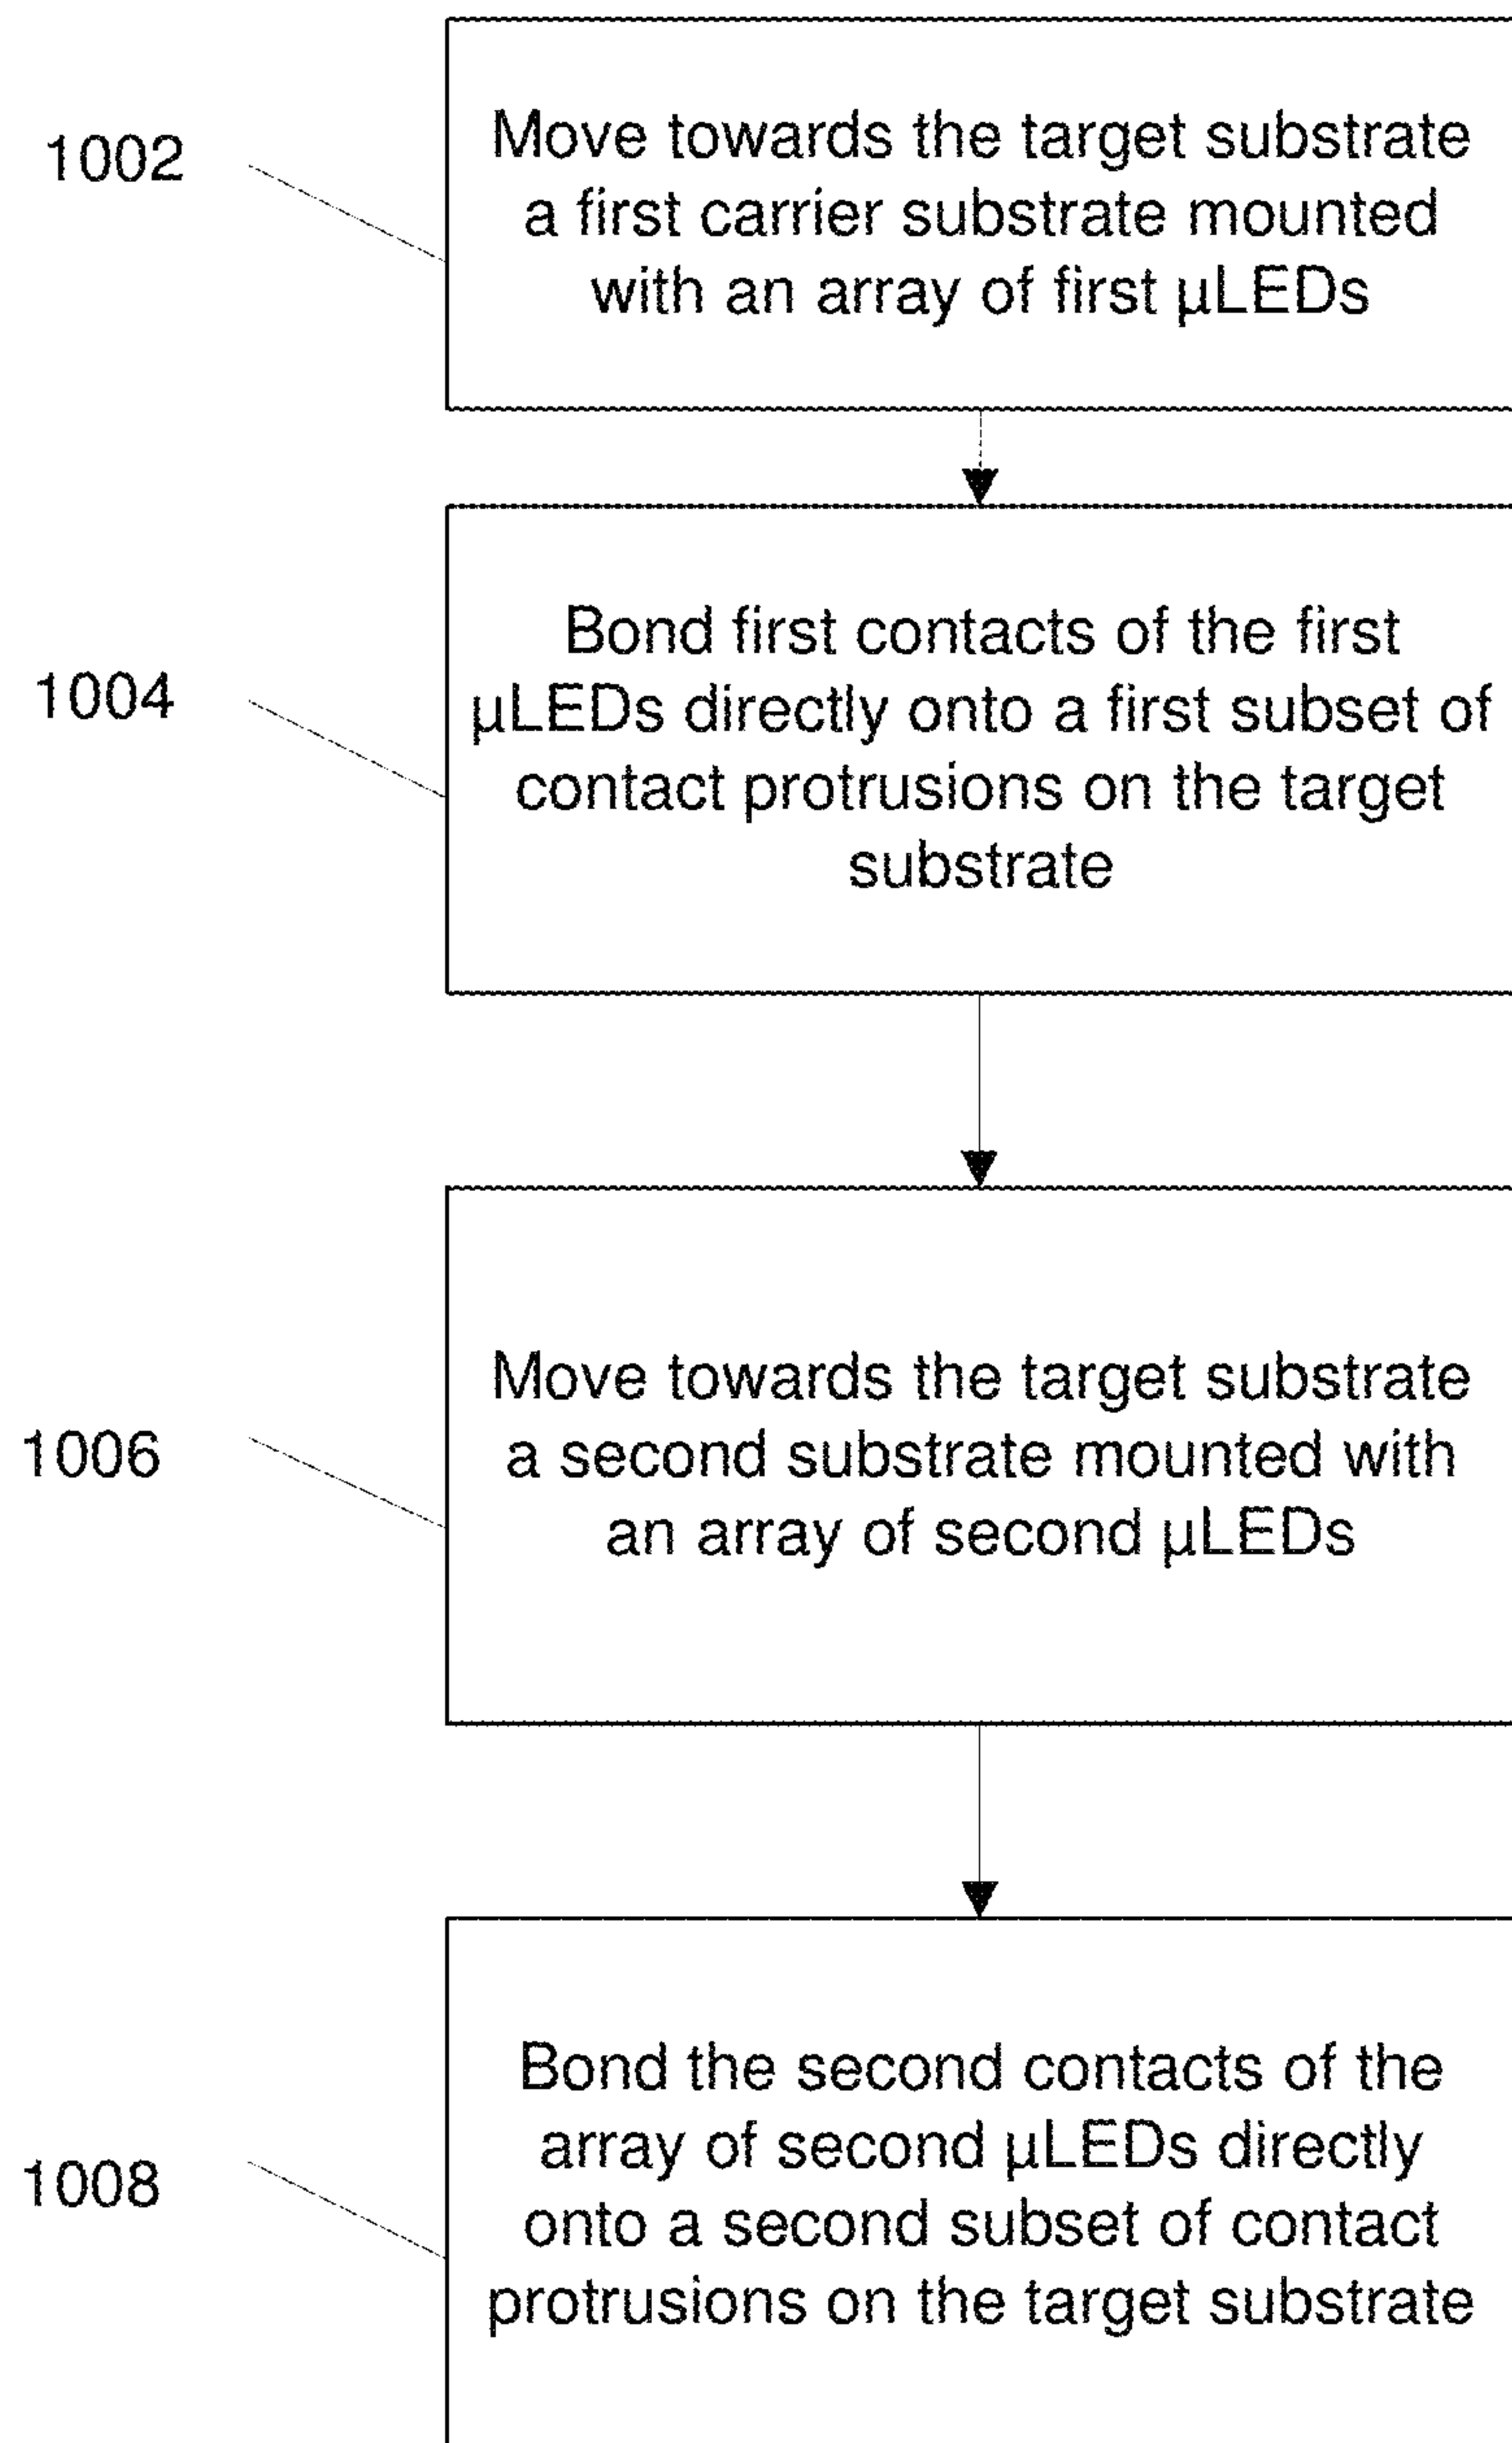 1002
Move towards the target substrate
a first carrier substrate mounted
with an array of first µLEDs
1004
Bond first contacts of the first
µLEDs directly onto a first subset of
contact protrusions on the target
substrate
1006
Move towards the target substrate
a second substrate mounted with
an array of second µLEDs
1008
Bond the second contacts of the
array of second µLEDs directly
onto a second subset of contact
protrusions on the target substrate